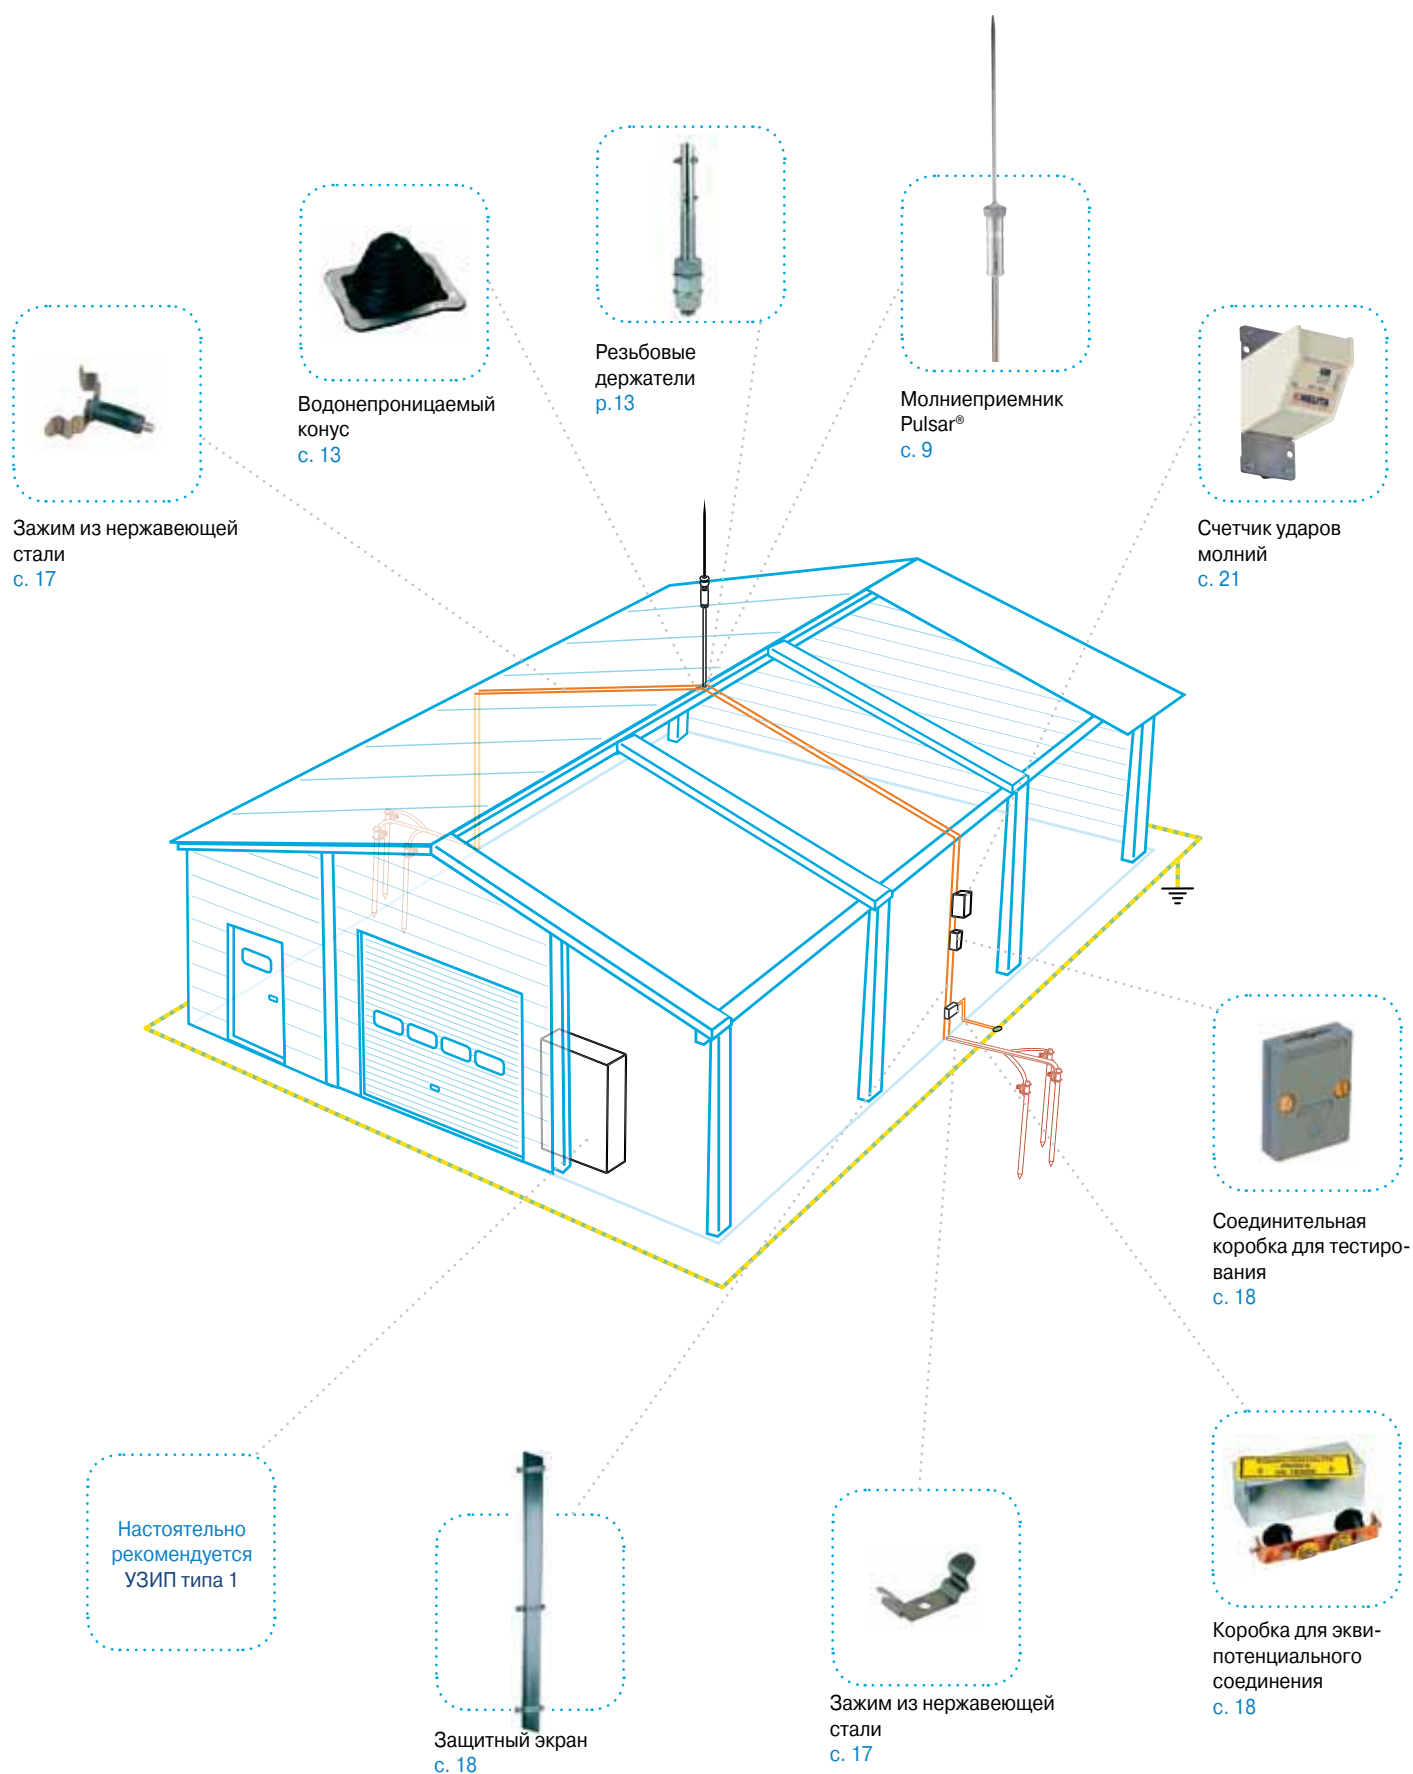 Резьбовые
держатели
p.13
Водонепроницаемый
конус
с. 13
Молниеприемник
Pulsar®
с. 9
Зажим из нержавеющей
стали
с. 17
HELITA
Счетчик ударов
молний
с. 21
Соединительная
коробка для тестиро-
вания
с. 18
Настоятельно
рекомендуется
УЗИП типа 1
Защитный экран
с. 18
Зажим из нержавеющей
стали
с. 17
Коробка для экви-
потенциального
соединения
с. 18